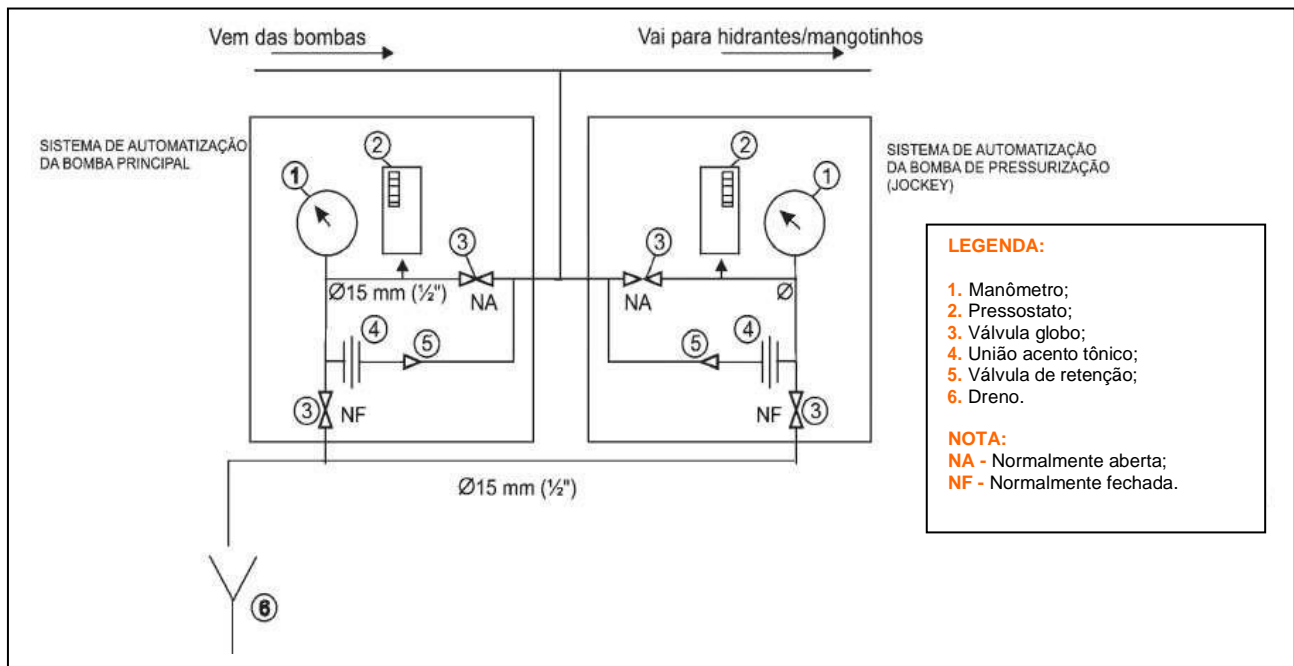 Vem das bombas
Vai para hidrantes/mangotinhos
SISTEMA DE AUTOMATIZAÇÃO
DA BOMBA PRINCIPAL
2
1
3
Ø15 mm (½")
NA
4
5
3
NF
2
1
SISTEMA DE AUTOMATIZAÇÃO
DA BOMBA DE PRESSURIZAÇÃO
(JOCKEY)
3
NA
Ø
4
5
NF
3
Ø15 mm (½")
6
LEGENDA:
1. Manômetro;
2. Pressostato;
3. Válvula globo;
4. União acento tônico;
5. Válvula de retenção;
6. Dreno.
NOTA:
NA - Normalmente aberta;
NF - Normalmente fechada.